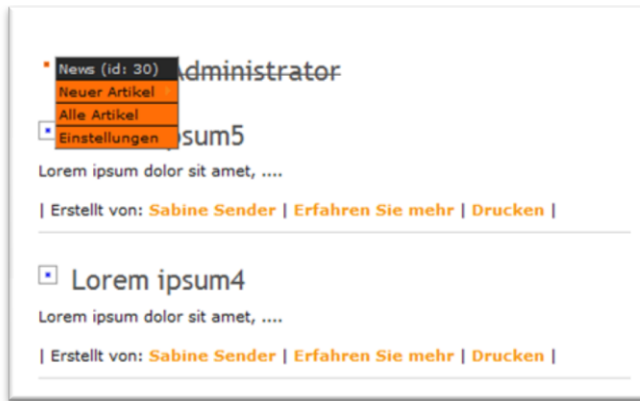 News (id: 30)
Administrator
Neuer Artikel
Alle Artikel
Einstellungen
Lorem ipsum dolor sit amet, ....
| Erstellt von: Sabine Sender | Erfahren Sie mehr | Drucken |
Lorem ipsum4
Lorem ipsum dolor sit amet, ....
| Erstellt von: Sabine Sender | Erfahren Sie mehr | Drucken |